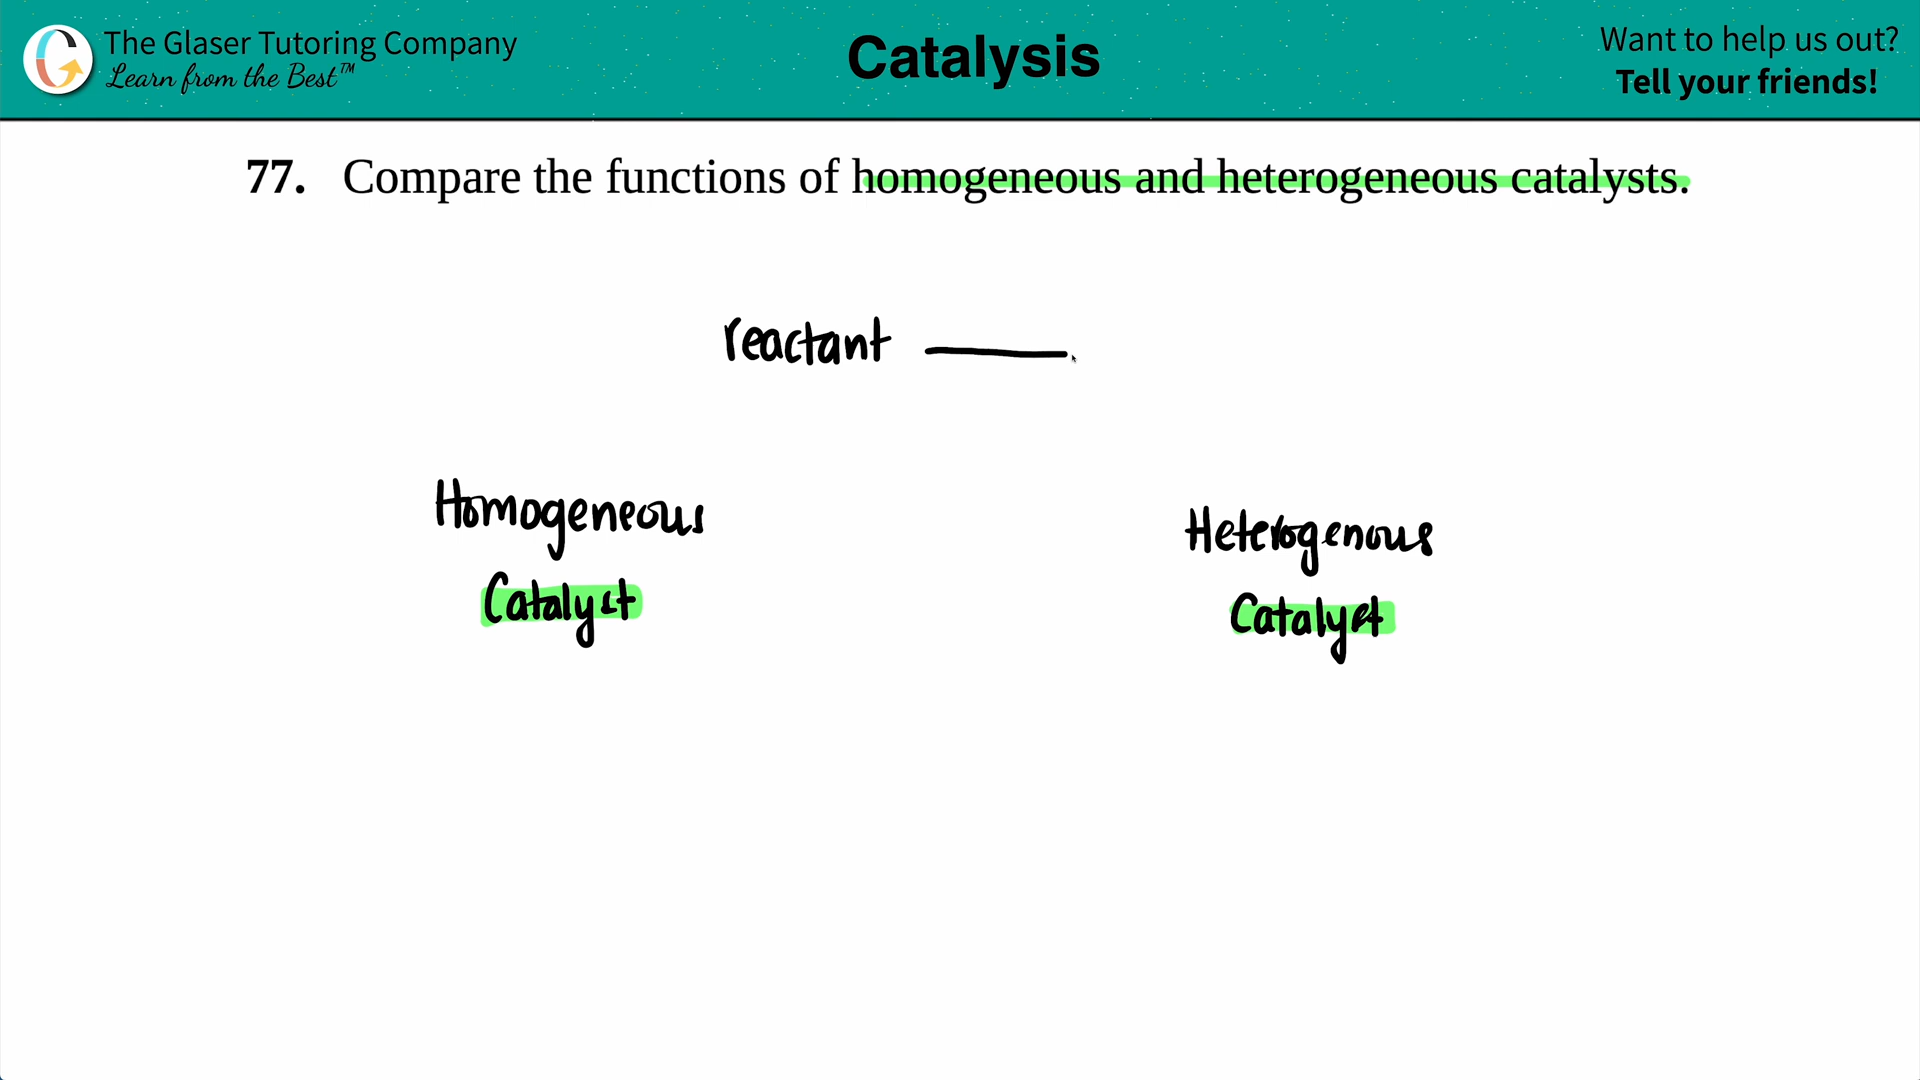 The Glaser Tutoring Company
Learn from the Best™
Catalysis
Want to help us out?
Tell your friends!
77. Compare the functions of homogeneous and heterogeneous catalysts.
reactant
Homogeneous
Catalyst
Heterogenous
Catalyst